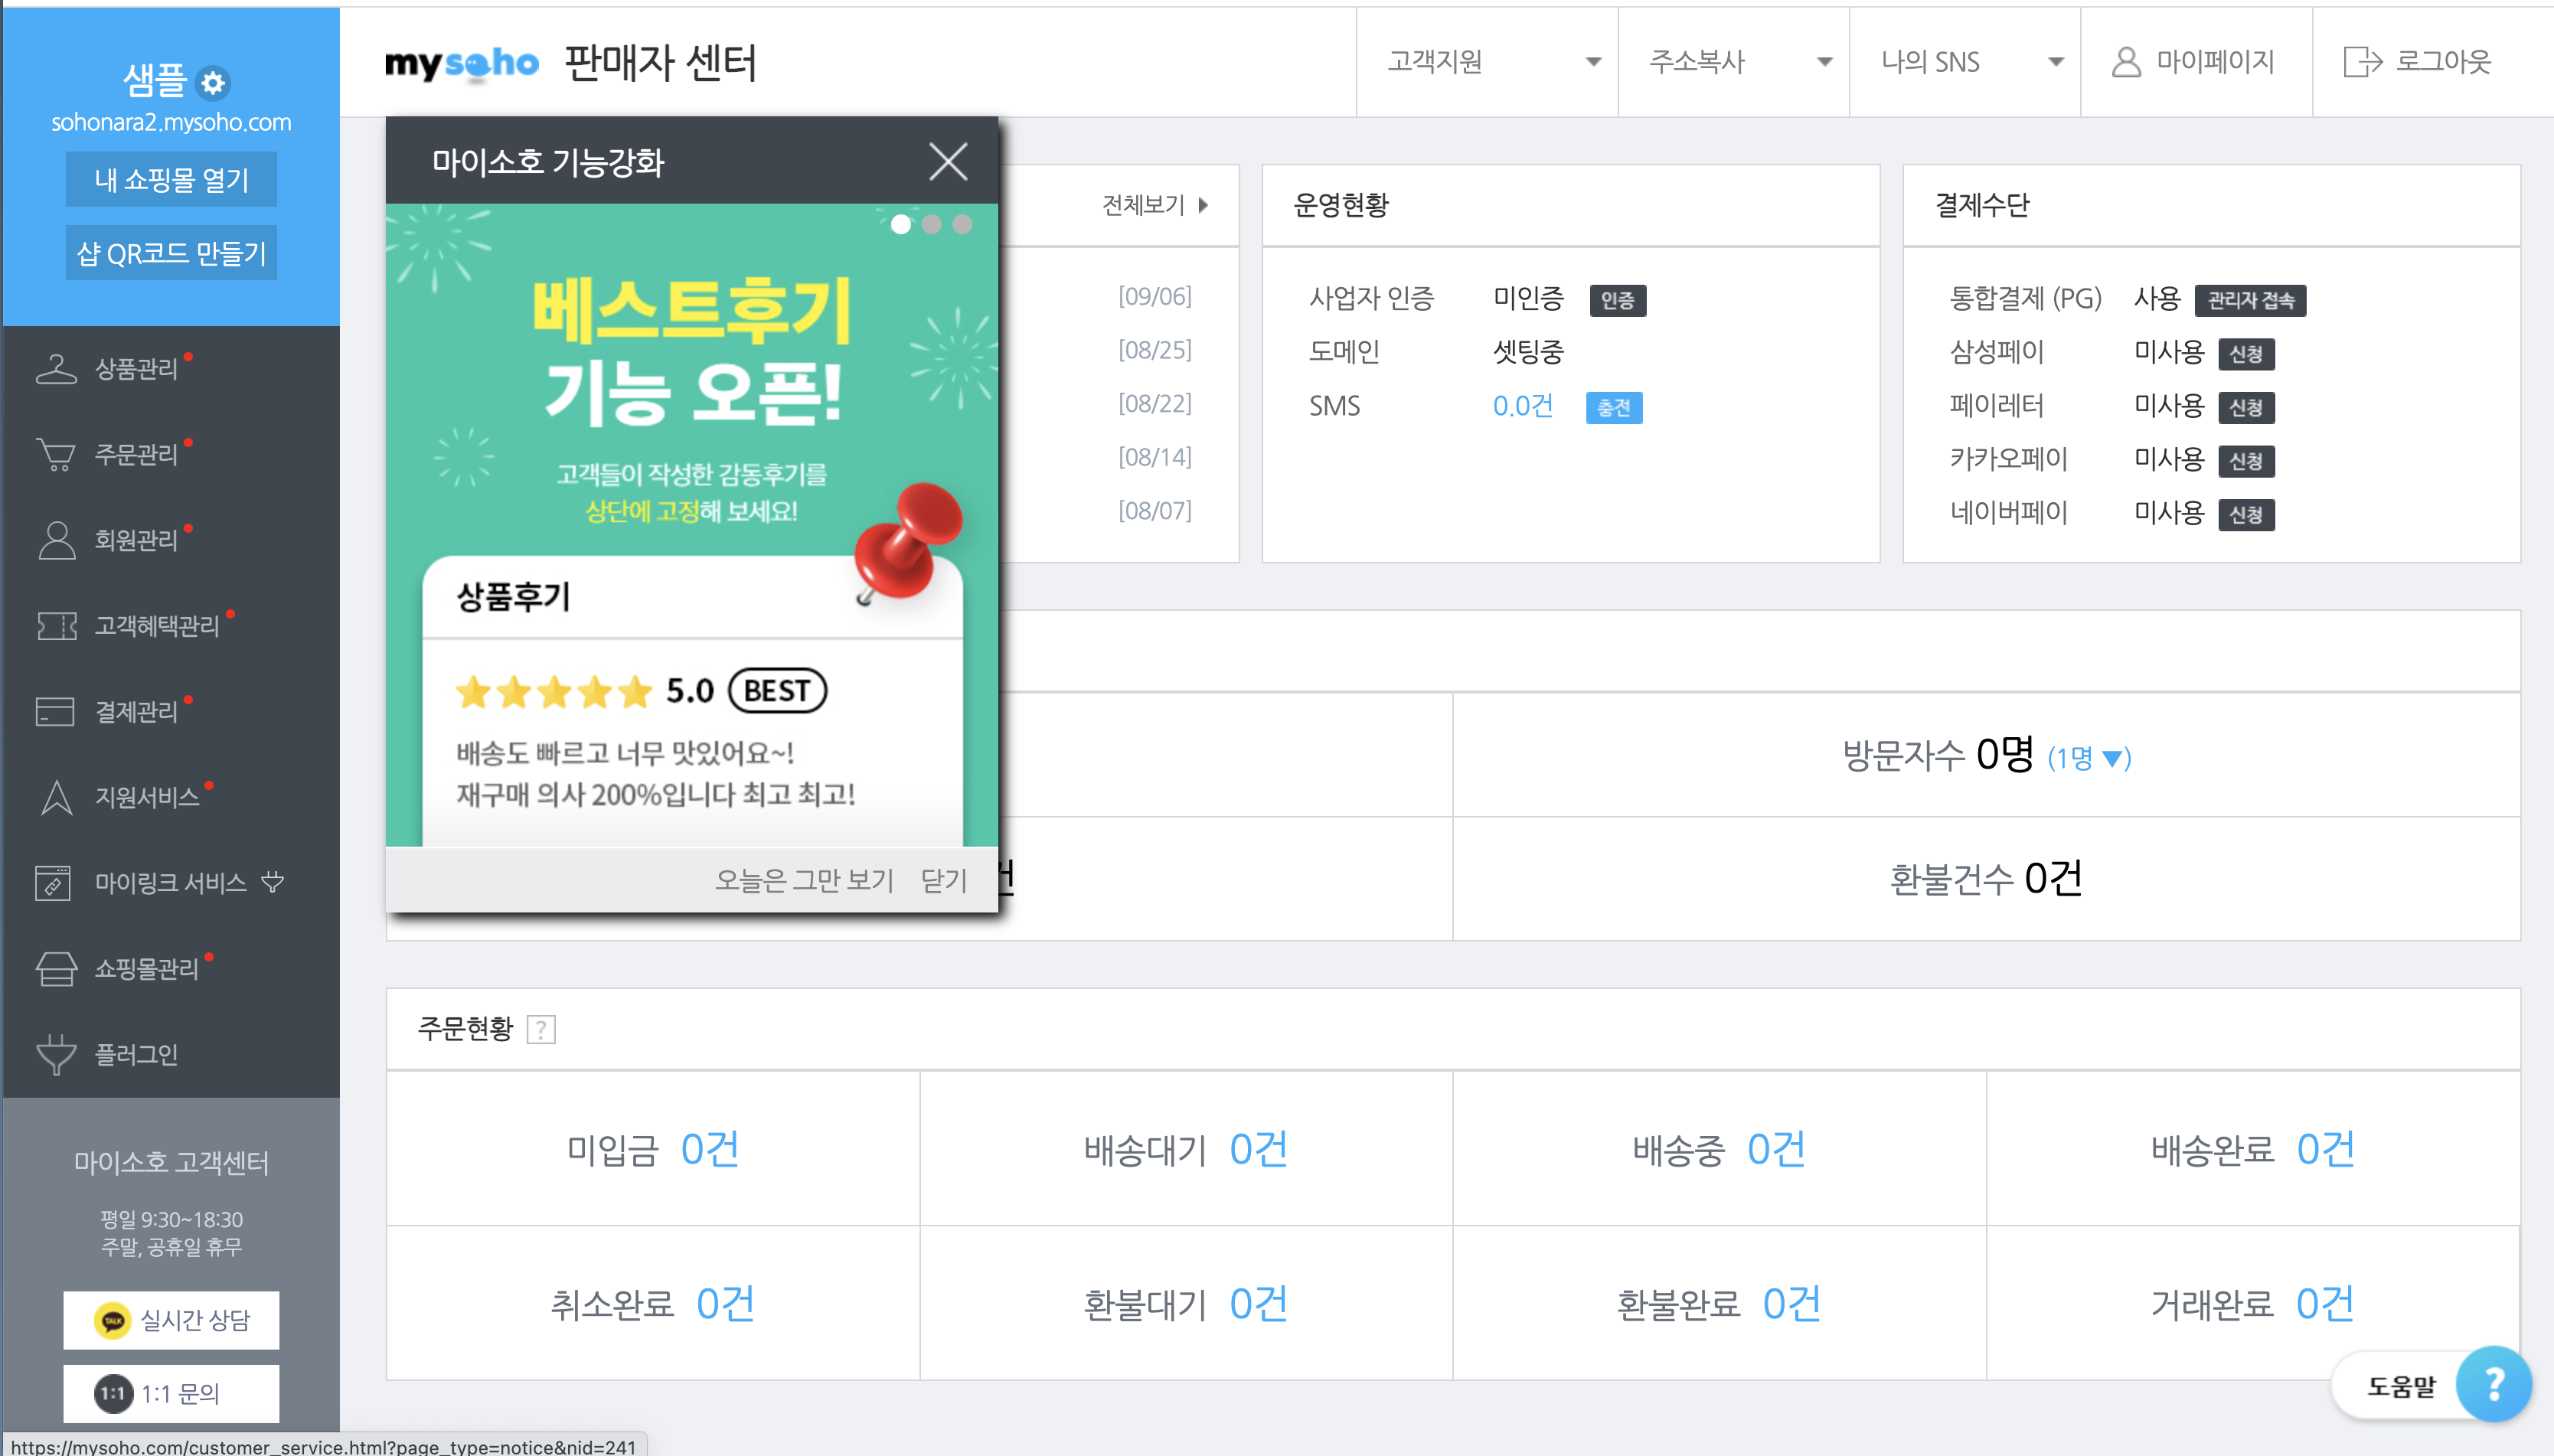 샘플
sohonara2.mysoho.com
내 쇼핑몰 열기
샵 QR코드 만들기
상품관리
주문관리
회원관리
고객혜택관리
결제관리
지원서비스
마이링크 서비스
쇼핑몰관리
플러그인
마이소호 고객센터
평일 9:30~18:30
주말, 공휴일 휴무
TALK 실시간 상담
1:1 1:1 문의
mysoho 판매자 센터
고객지원
주소복사
나의 SNS
마이페이지
로그아웃
마이소호 기능강화
베스트후기
기능 오픈!
고객들이 작성한 감동후기를
상단에 고정해 보세요!
상품후기
5.0 BEST
배송도 빠르고 너무 맛있어요~!
재구매 의사 200%입니다 최고 최고!
오늘은 그만 보기 닫기
전체보기
[09/06]
[08/25]
[08/22]
[08/14]
[08/07]
운영현황
사업자 인증 미인증 인증
도메인 셋팅중
SMS 0.0건 충전
결제수단
통합결제 (PG) 사용 관리자 접속
삼성페이 미사용 신청
페이레터 미사용 신청
카카오페이 미사용 신청
네이버페이 미사용 신청
방문자수 0명 (1명 ▼)
건
환불건수 0건
주문현황 ?
미입금 0건
배송대기 0건
배송중 0건
배송완료 0건
취소완료 0건
환불대기 0건
환불완료 0건
거래완료 0건
도움말 ?
https://mysoho.com/customer_service.html?page_type=notice&nid=241